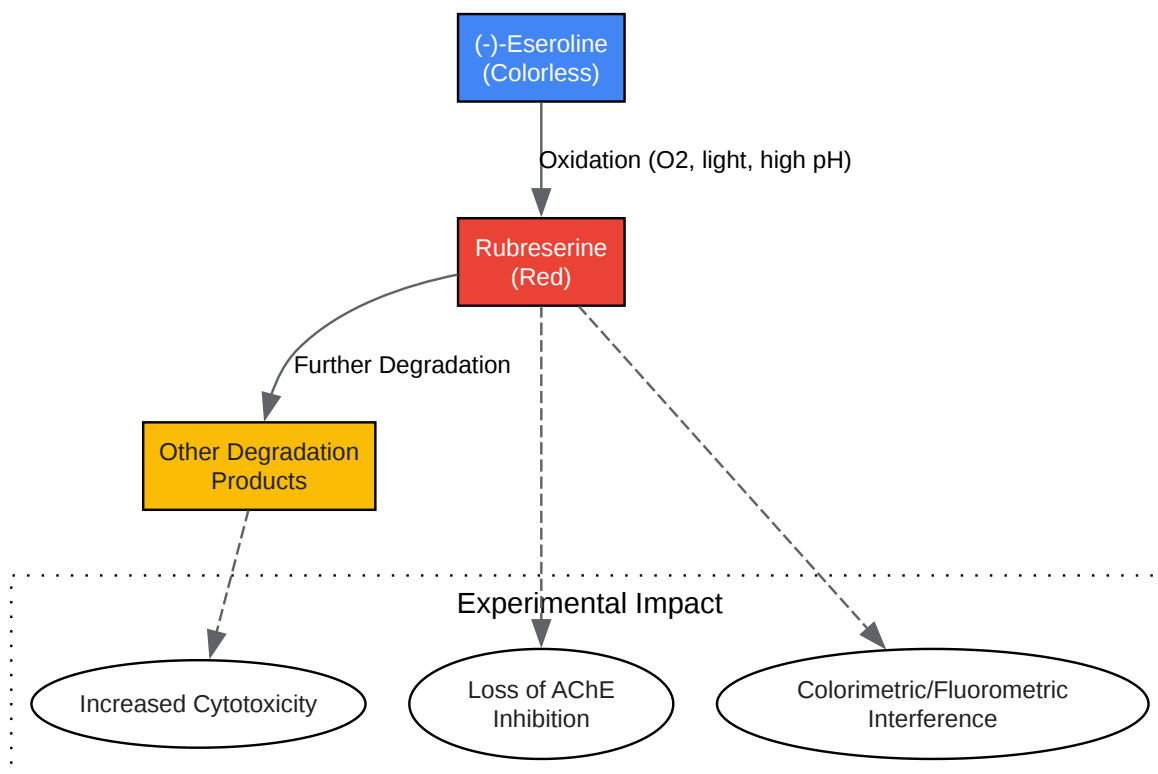 (-)-Eseroline
(Colorless)
Oxidation (O2, light, high pH)
Rubreserine
(Red)
Further Degradation
Other Degradation
Products
Experimental Impact
Increased Cytotoxicity
Loss of AChE
Inhibition
Colorimetric/Fluorometric
Interference